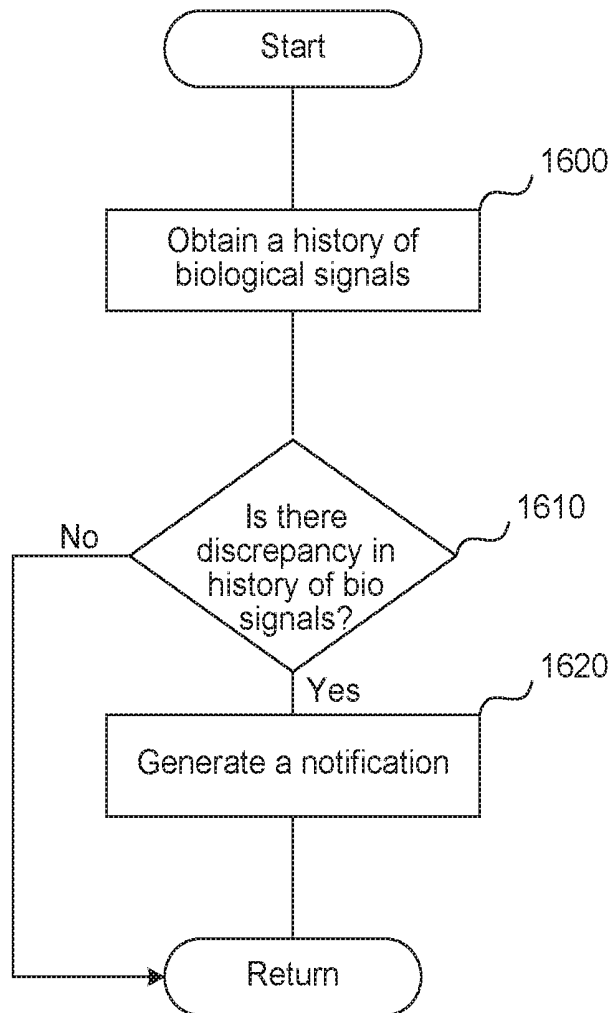 Start
1600
Obtain a history of
biological signals
1610
No
Is there
discrepancy in
history of bio
signals?
1620
Yes
Generate a notification
Return